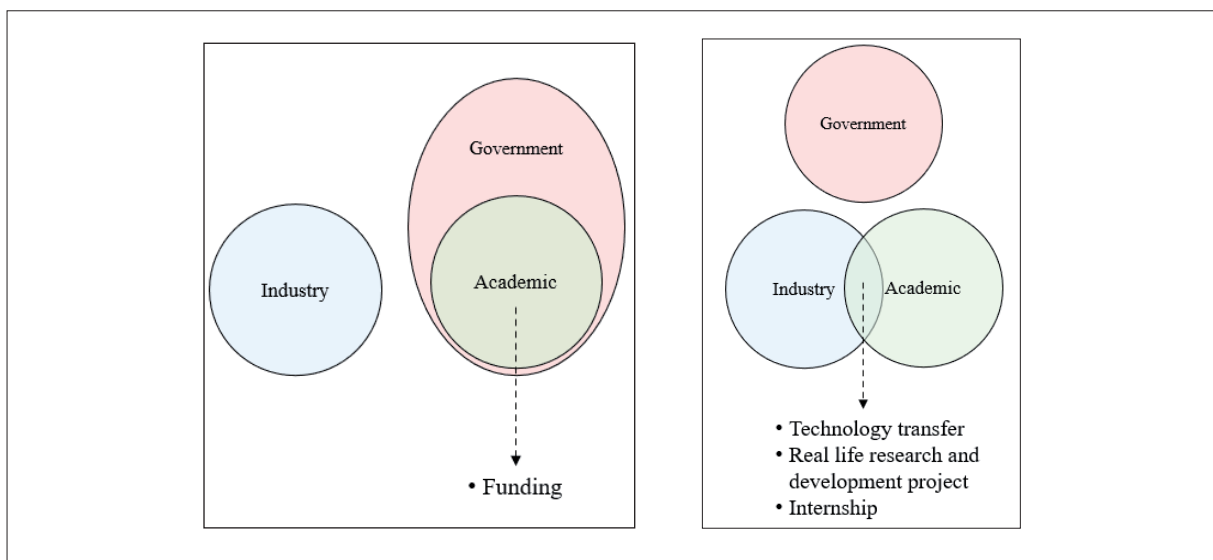 Government
Academic
Industry
• Funding
Government
Industry
Academic
• Technology transfer
• Real life research and
development project
• Internship